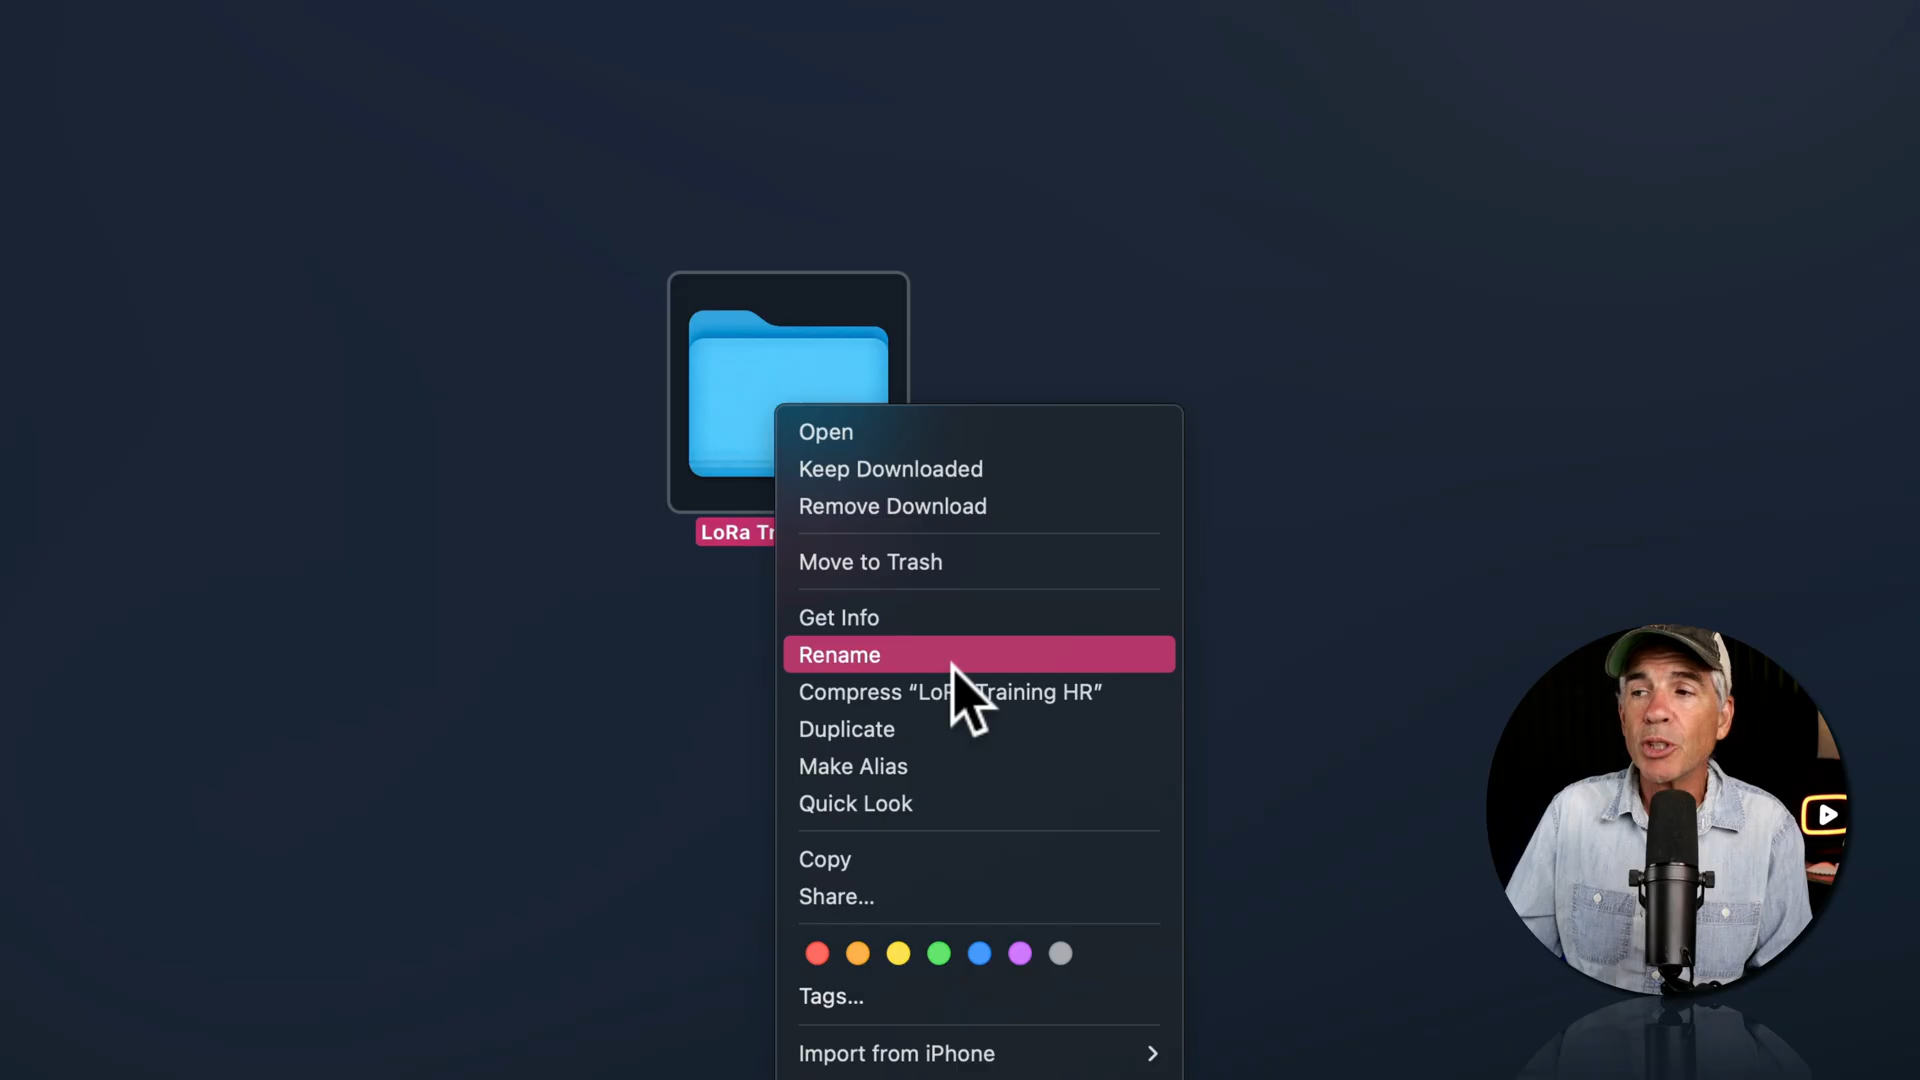 Open
Keep Downloaded
Remove Download
LoRa Tr
Move to Trash
Get Info
Rename
Compress “LoRa Training HR”
Duplicate
Make Alias
Quick Look
Copy
Share...
Tags...
Import from iPhone